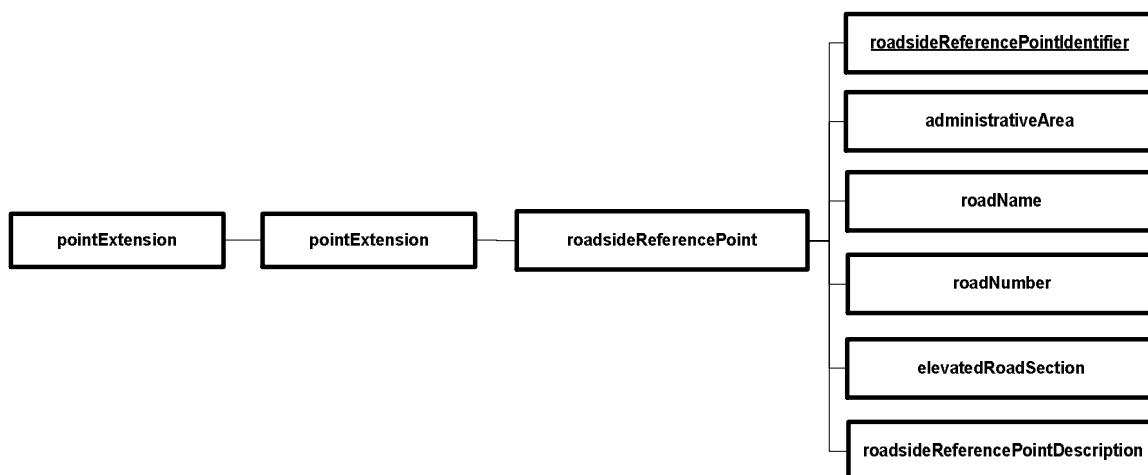 pointExtension
pointExtension
roadsideReferencePoint
roadsideReferencePointIdentifier
administrativeArea
roadName
roadNumber
elevatedRoadSection
roadsideReferencePointDescription